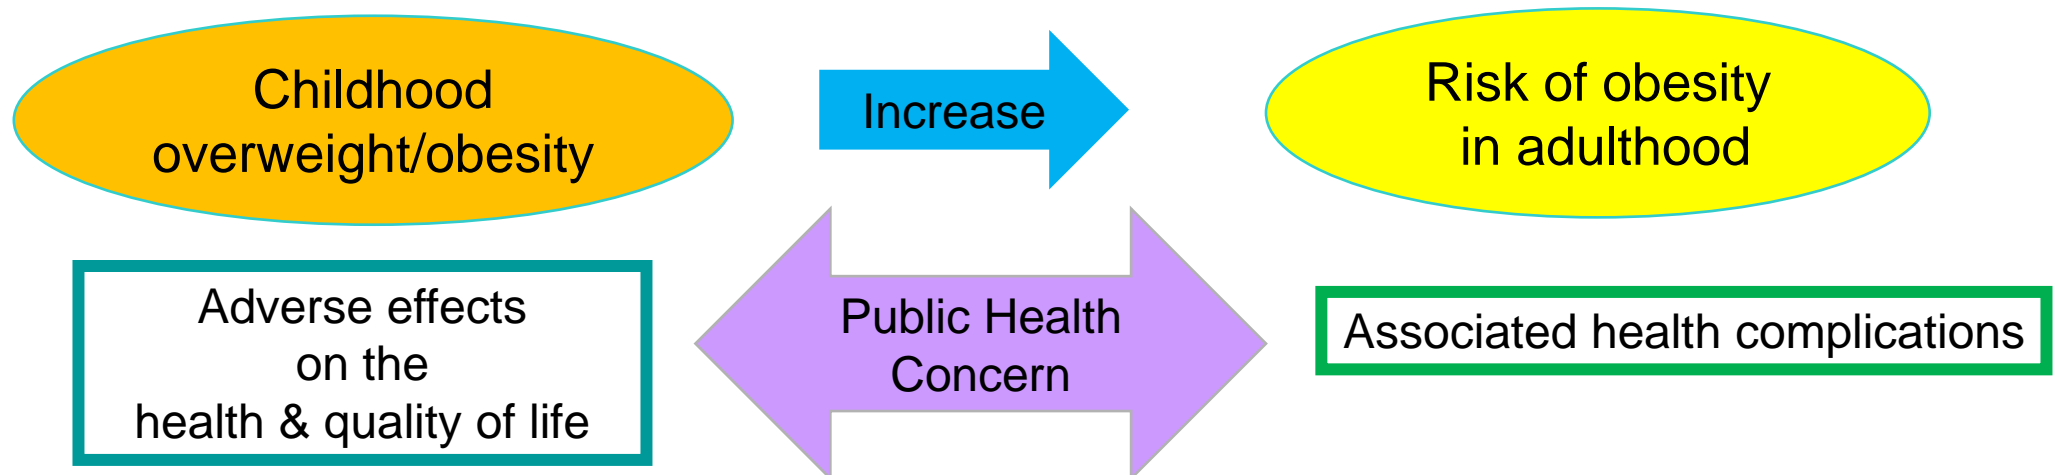 Childhood
overweight/obesity
Increase
Risk of obesity
in adulthood
Adverse effects
on the
health & quality of life
Public Health
Concern
Associated health complications